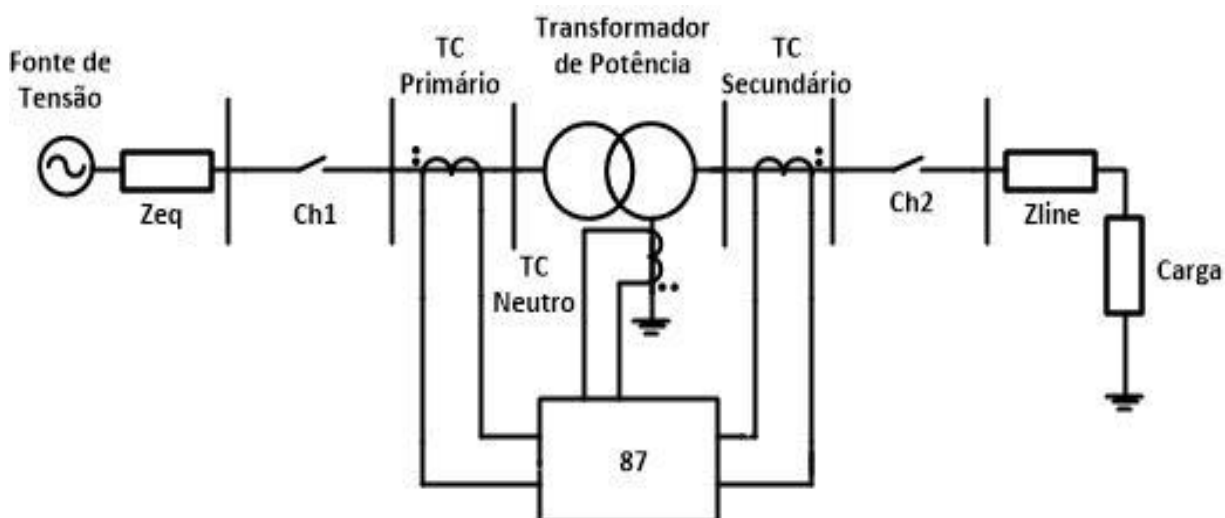 Fonte de
Tensão
Zeq
Ch1
TC
Primário
Transformador
de Potência
TC
Neutro
TC
Secundário
Ch2
Zline
Carga
87